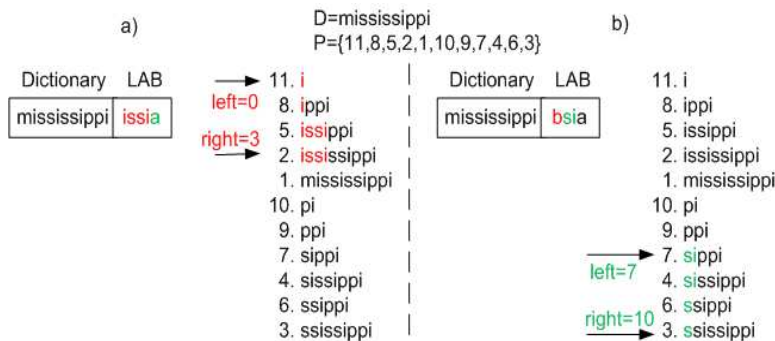 D=mississippi
P={11,8,5,2,1,10,9,7,4,6,3}
a)
Dictionary LAB
mississippi issia
left=0
right=3
11. i
8. ippi
5. issippi
2. ississippi
1. mississippi
10. pi
9. ppi
7. sippi
4. sissippi
6. ssippi
3. ssissippi
b)
Dictionary LAB
mississippi bsia
left=7
right=10
11. i
8. ippi
5. issippi
2. ississippi
1. mississippi
10. pi
9. ppi
7. sippi
4. sissippi
6. ssippi
3. ssissippi